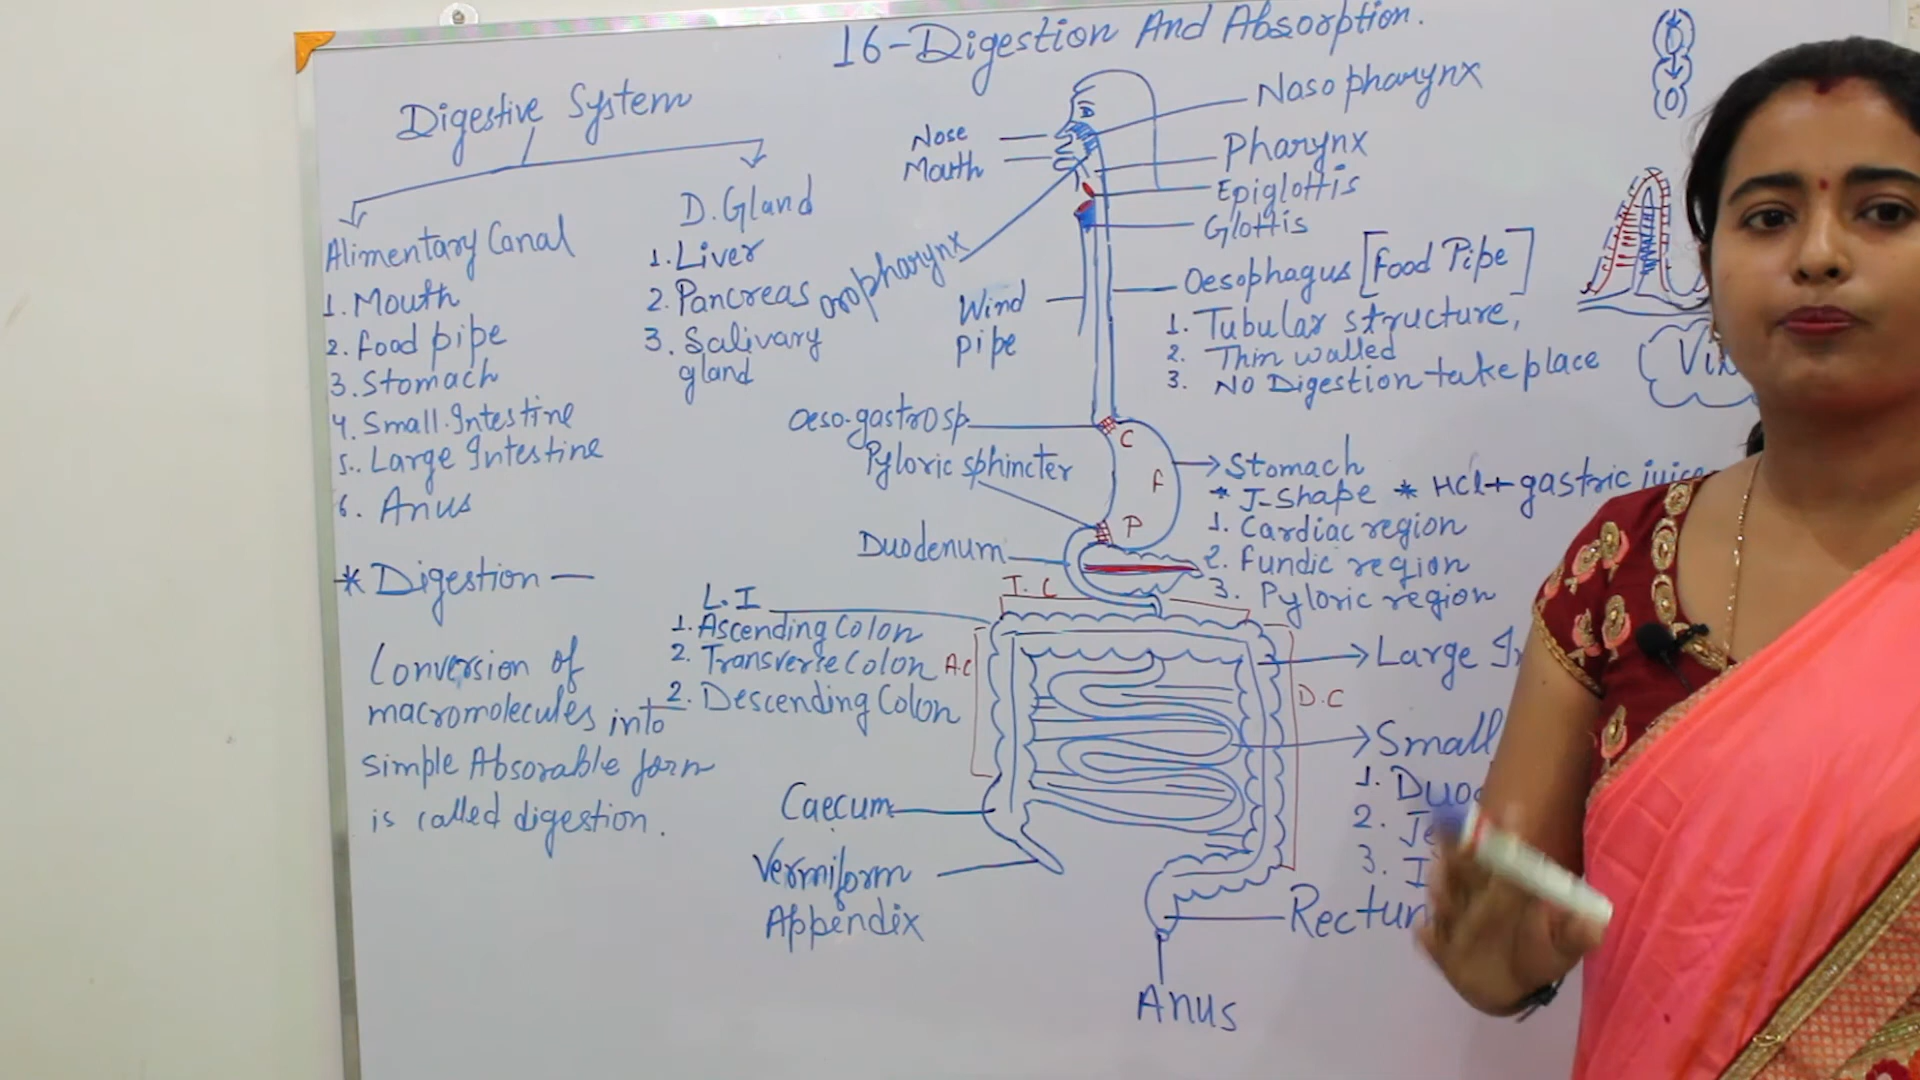 16-Digestion And Absorption.
Digestive System
Alimentary Canal
1. Mouth
2. food pipe
3. Stomach
4. Small Intestine
5. Large Intestine
6. Anus
D. Gland
1. Liver
2. Pancreas
3. Salivary
gland
* Digestion —
Conversion of
macromolecules into
simple Absorable form
is called digestion.
Nose
Mouth
oropharynx
Wind
pipe
Naso pharynx
Pharynx
Epiglottis
Glottis
Oesophagus [Food Pipe]
1. Tubular structure,
2. Thin walled
3. NO Digestion take place
Oeso.gastro sp.
Pyloric sphincter
Duodenum
C
F
P
Stomach
* J-Shape * HCl+ gastric juice
1. Cardiac region
2. Fundic region
3. Pyloric region
L.I
1. Ascending Colon
2. Transverse Colon
2. Descending Colon
T.C
A.C
D.C
Large
Small
1.
2.
3.
Caecum
Vermiform
Appendix
Rectum
Anus